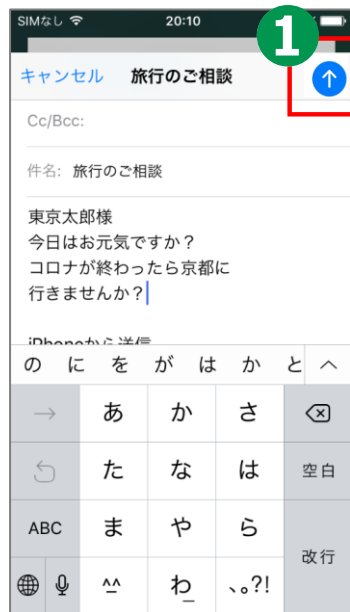 SIMなし 20:10
1
キャンセル 旅行のご相談
Cc/Bcc:
件名: 旅行のご相談
東京太郎様
今日はお元気ですか？
コロナが終わったら京都に
行きませんか？
iPhoneから送信
の に を が は か と
→ あ か さ
た な は 空白
ABC ま や ら
^^ わ 、。?! 改行